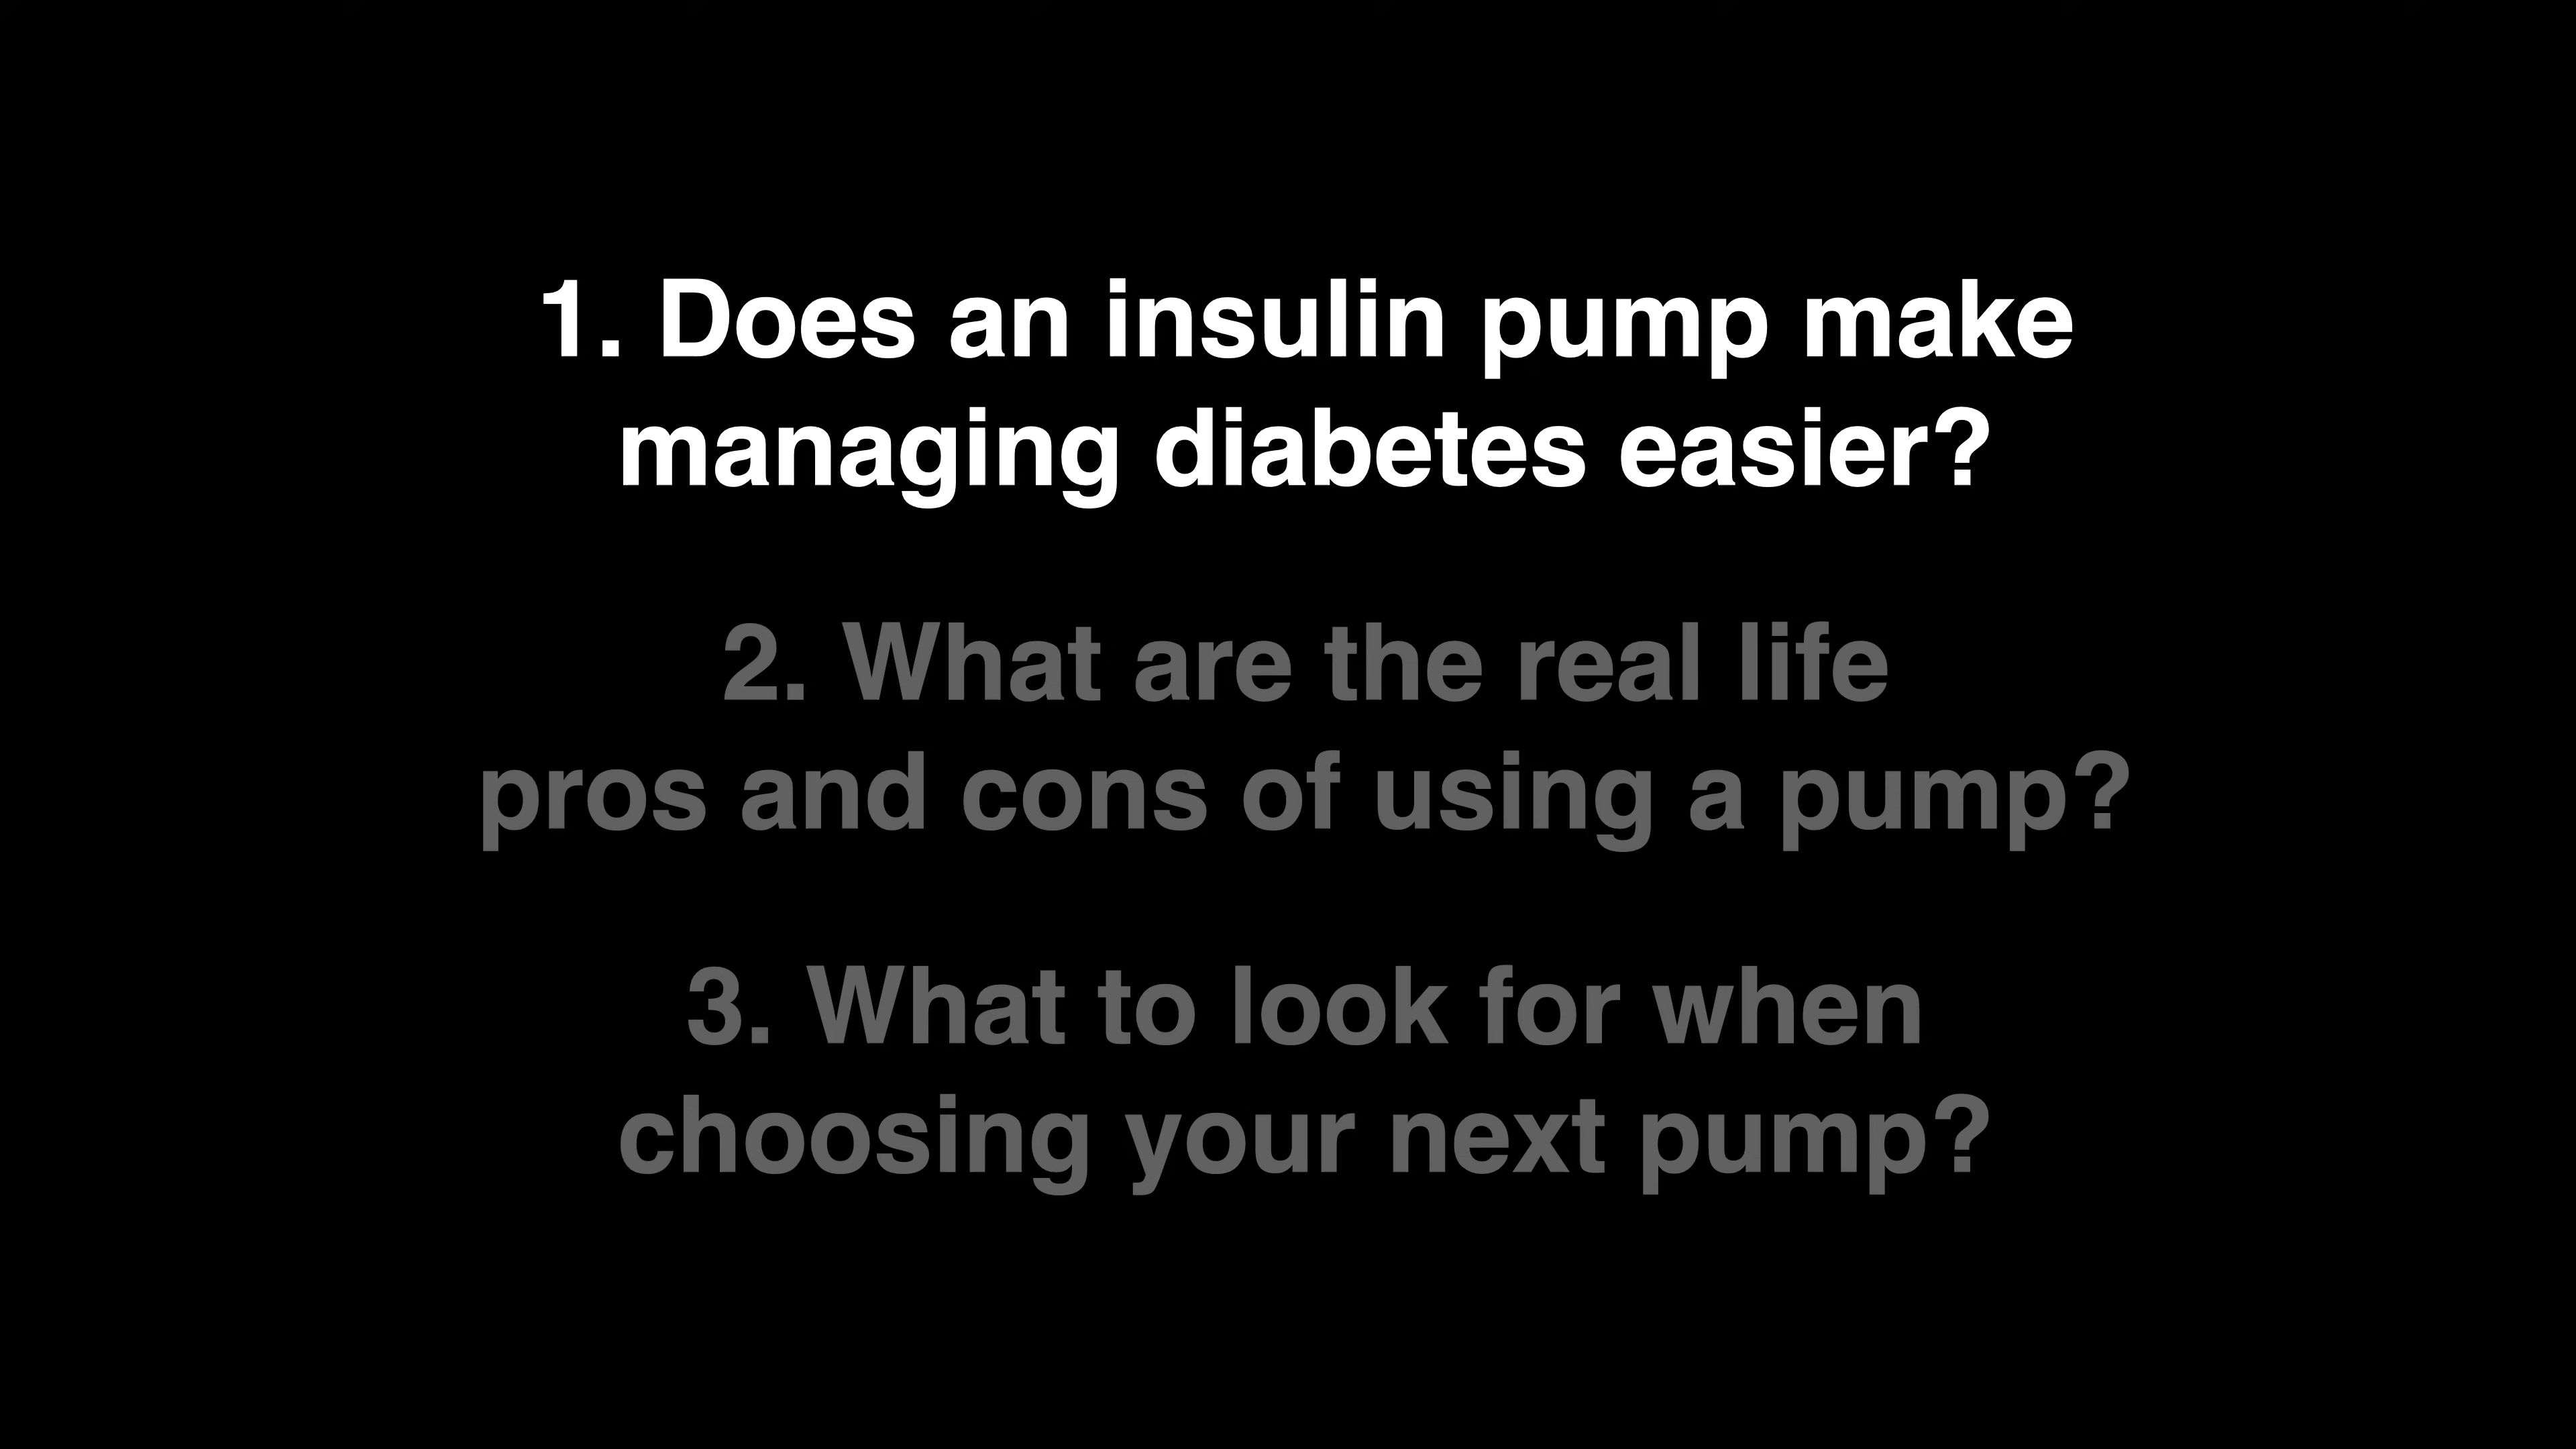 1. Does an insulin pump make
managing diabetes easier?
2. What are the real life
pros and cons of using a pump?
3. What to look for when
choosing your next pump?